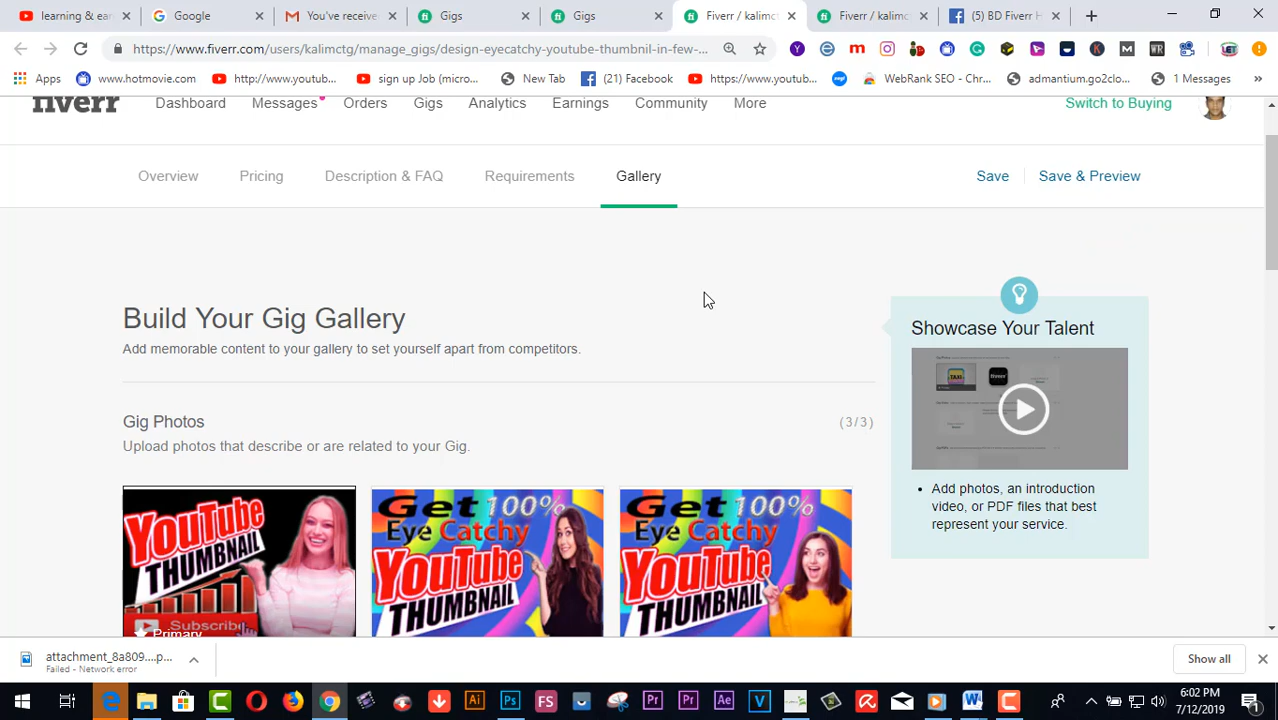 learning & ear
Google
You've receive
Gigs
Gigs
Fiverr / kalimc
Fiverr / kalimc
(5) BD Fiverr H
https://www.fiverr.com/users/kalimctg/manage_gigs/design-eyecatchy-youtube-thumbnil-in-few-...
Apps
www.hotmovie.com
http://www.youtub...
sign up Job (micro...
New Tab
(21) Facebook
https://www.youtub...
WebRank SEO - Chr...
admantium.go2clo...
1 Messages
»
fiverr
Dashboard
Messages
Orders
Gigs
Analytics
Earnings
Community
More
Switch to Buying
Overview
Pricing
Description & FAQ
Requirements
Gallery
Save
Save & Preview
Build Your Gig Gallery
Add memorable content to your gallery to set yourself apart from competitors.
Showcase Your Talent
Gig Photos
(3/3)
Upload photos that describe or are related to your Gig.
• Add photos, an introduction
video, or PDF files that best
represent your service.
YouTube
THUMBNAIL
Subscribe
Primary
Get 100%
Eye Catchy
YouTube
THUMBNAIL
Get 100%
Eye Catchy
YouTube
THUMBNAIL
attachment_8a809....p...
Failed - Network error
Show all
6:02 PM
7/12/2019